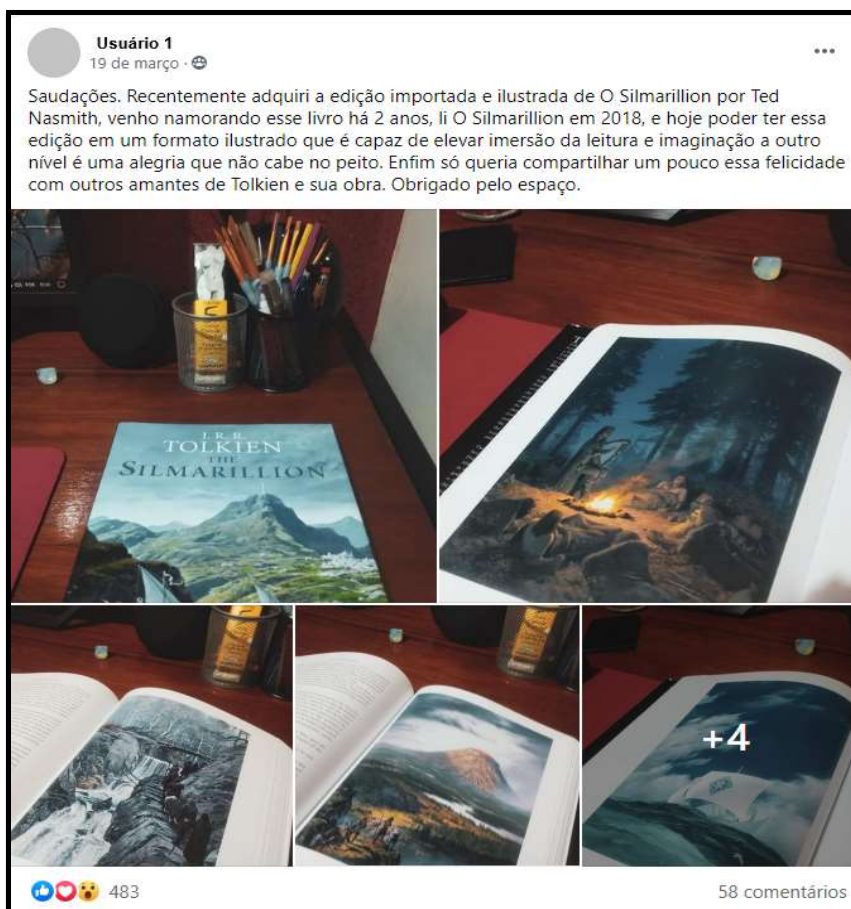 Usuário 1
19 de março ·
Saudações. Recentemente adquiri a edição importada e ilustrada de O Silmarillion por Ted
Nasmith, venho namorando esse livro há 2 anos, li O Silmarillion em 2018, e hoje poder ter essa
edição em um formato ilustrado que é capaz de elevar imersão da leitura e imaginação a outro
nível é uma alegria que não cabe no peito. Enfim só queria compartilhar um pouco essa felicidade
com outros amantes de Tolkien e sua obra. Obrigado pelo espaço.
J.R.R.
TOLKIEN
THE
SILMARILLION
+4
483
58 comentários